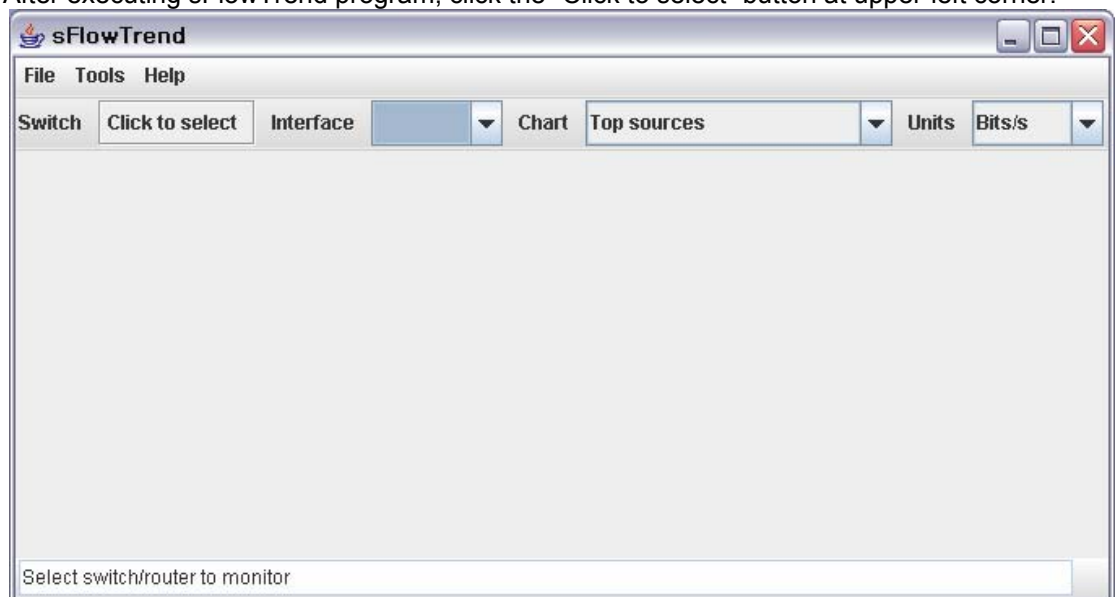 After executing sFlowTrend program, click the "Click to select" button at upper left corner.
sFlowTrend
File Tools Help
Switch Click to select Interface Chart Top sources Units Bits/s
Select switch/router to monitor